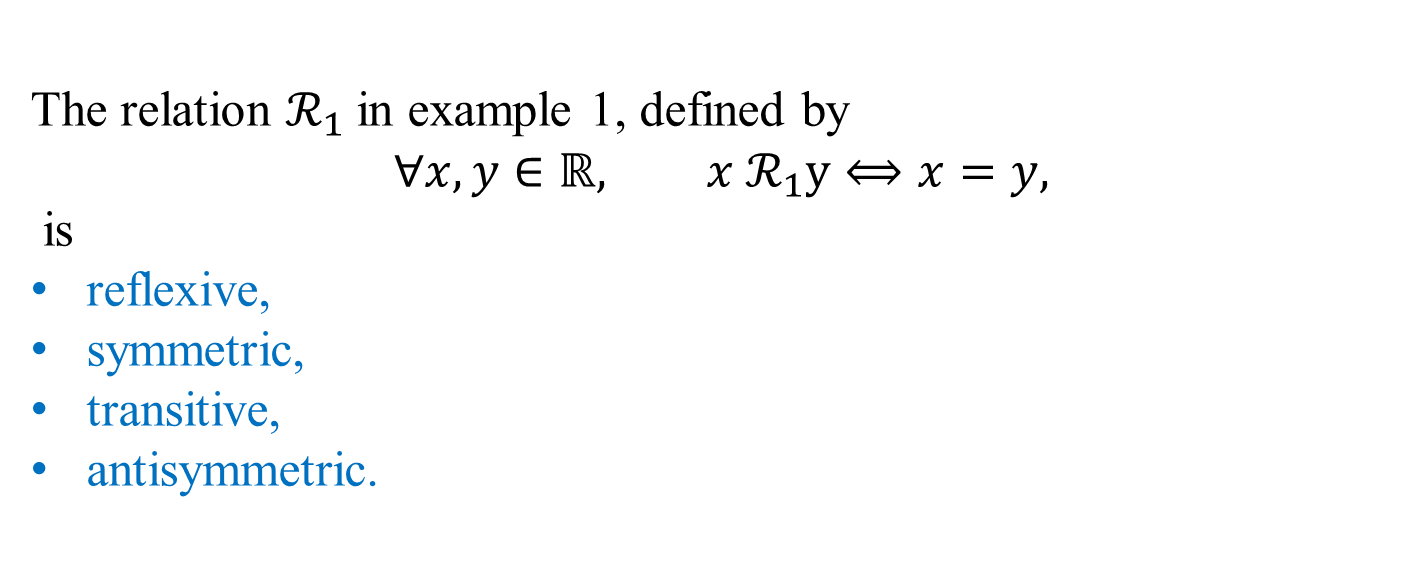 The relation ℛ₁ in example 1, defined by
∀𝑥, 𝑦 ∈ ℝ, 𝑥 ℛ₁y ⟺ 𝑥 = 𝑦,
is
• reflexive,
• symmetric,
• transitive,
• antisymmetric.